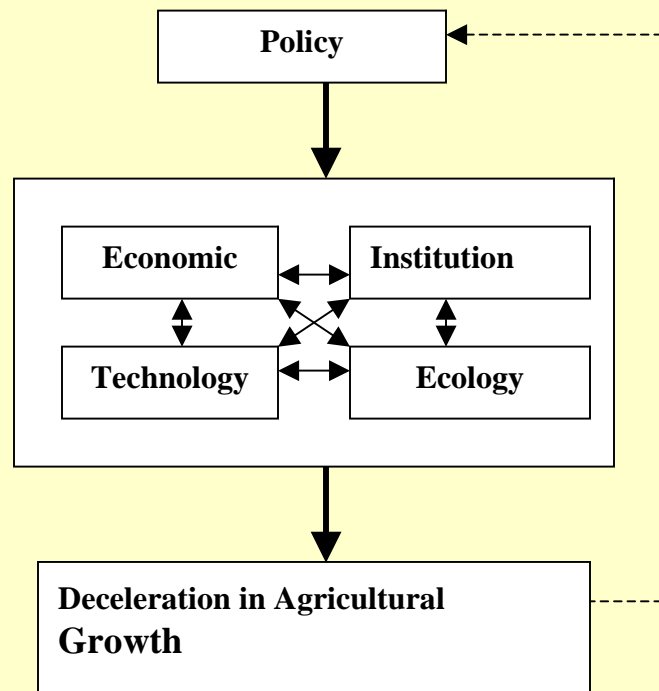 Policy
Economic
Institution
Technology
Ecology
Deceleration in Agricultural
Growth